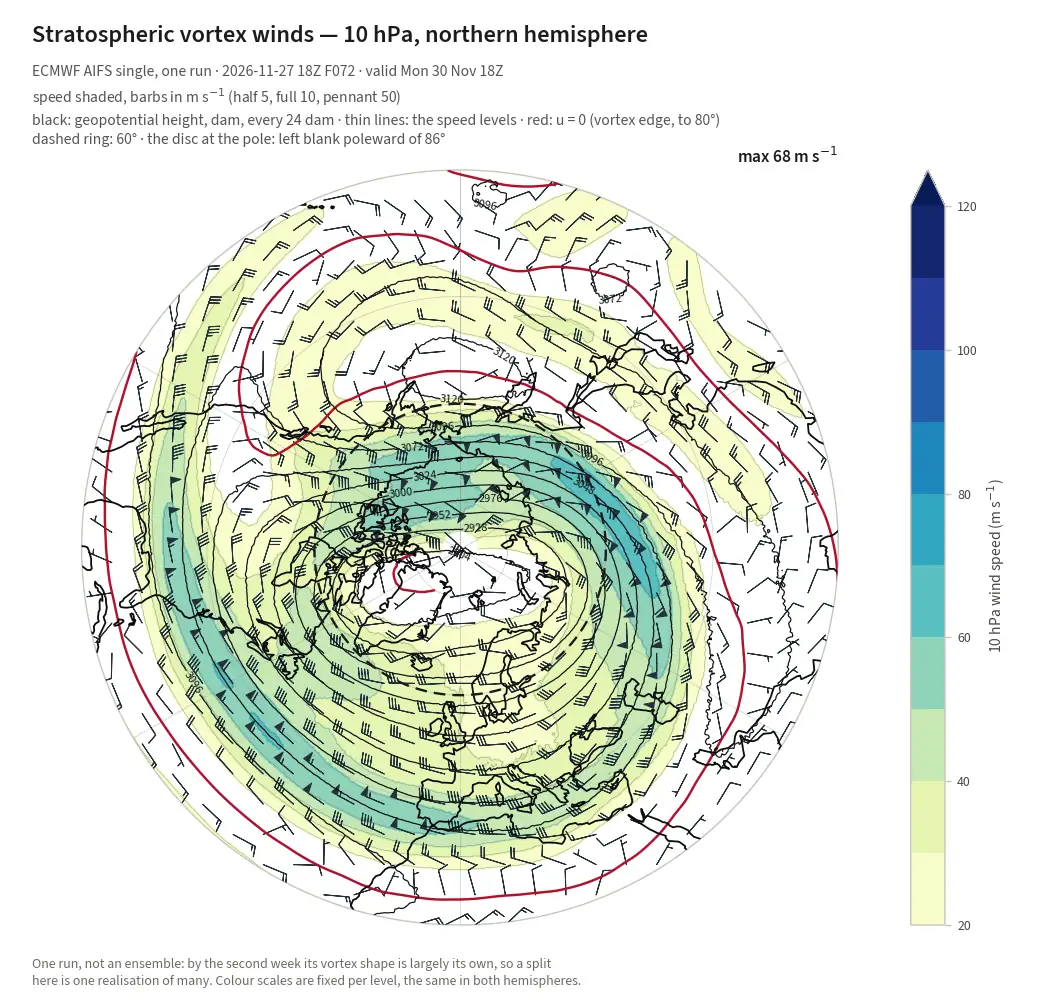 Stratospheric vortex winds — 10 hPa, northern hemisphere
ECMWF AIFS single, one run · 2026-11-27 18Z F072 · valid Mon 30 Nov 18Z
speed shaded, barbs in m s⁻¹ (half 5, full 10, pennant 50)
black: geopotential height, dam, every 24 dam · thin lines: the speed levels · red: u = 0 (vortex edge, to 80°)
dashed ring: 60° · the disc at the pole: left blank poleward of 86°
max 68 m s⁻¹
3096
3072
3120
3120
3072
3096
3024
3000
2976
2952
2928
3096
120
100
80
60
40
20
10 hPa wind speed (m s⁻¹)
One run, not an ensemble: by the second week its vortex shape is largely its own, so a split
here is one realisation of many. Colour scales are fixed per level, the same in both hemispheres.